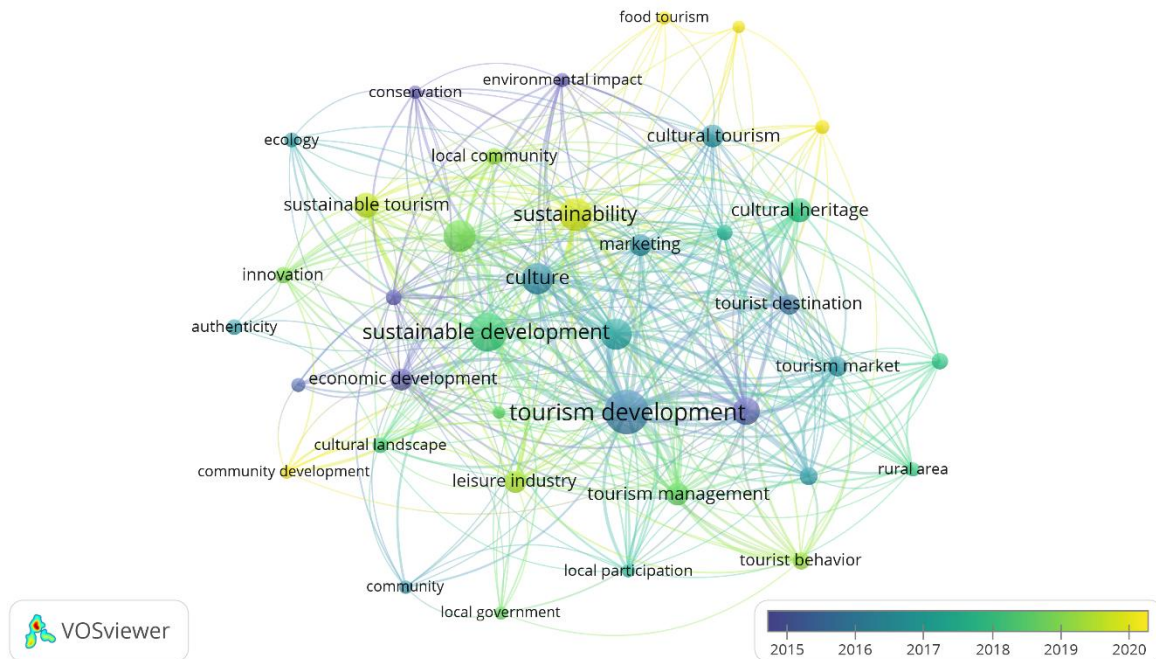 food tourism
environmental impact
conservation
cultural tourism
ecology
local community
sustainable tourism
sustainability
cultural heritage
marketing
innovation
culture
tourist destination
authenticity
sustainable development
tourism market
economic development
tourism development
cultural landscape
community development
rural area
leisure industry
tourism management
tourist behavior
local participation
community
local government
VOSviewer
2015 2016 2017 2018 2019 2020